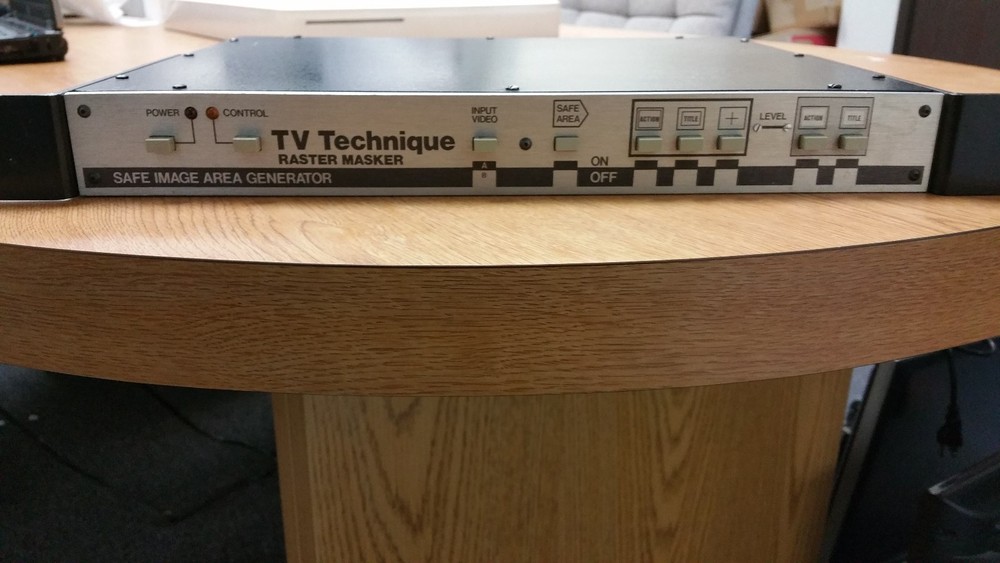 POWER
CONTROL
TV Technique
RASTER MASKER
SAFE IMAGE AREA GENERATOR
INPUT
VIDEO
A
B
SAFE
AREA
ON
OFF
ACTION
TITLE
LEVEL
ACTION
TITLE